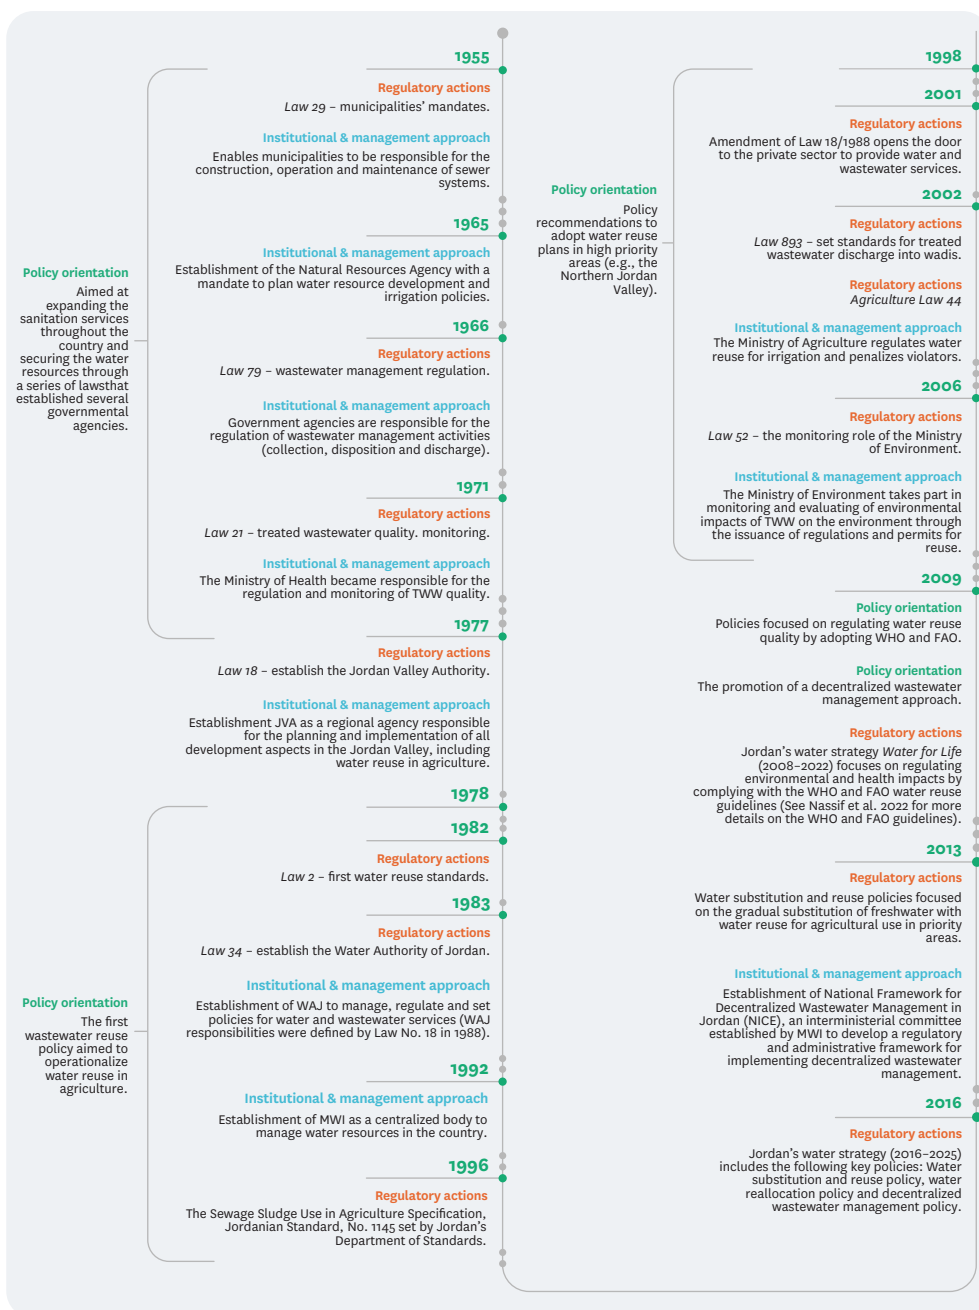 1955
Regulatory actions
Law 29 – municipalities’ mandates.
Institutional & management approach
Enables municipalities to be responsible for the
construction, operation and maintenance of sewer
systems.
1965
Institutional & management approach
Establishment of the Natural Resources Agency with a
mandate to plan water resource development and
irrigation policies.
Policy orientation
Aimed at
expanding the
sanitation services
throughout the
country and
securing the water
resources through
a series of lawsthat
established several
governmental
agencies.
1966
Regulatory actions
Law 79 – wastewater management regulation.
Institutional & management approach
Government agencies are responsible for the
regulation of wastewater management activities
(collection, disposition and discharge).
1971
Regulatory actions
Law 21 – treated wastewater quality. monitoring.
Institutional & management approach
The Ministry of Health became responsible for the
regulation and monitoring of TWW quality.
1977
Regulatory actions
Law 18 – establish the Jordan Valley Authority.
Institutional & management approach
Establishment JVA as a regional agency responsible
for the planning and implementation of all
development aspects in the Jordan Valley, including
water reuse in agriculture.
1978
1982
Regulatory actions
Law 2 – first water reuse standards.
1983
Regulatory actions
Law 34 – establish the Water Authority of Jordan.
Institutional & management approach
Establishment of WAJ to manage, regulate and set
policies for water and wastewater services (WAJ
responsibilities were defined by Law No. 18 in 1988).
Policy orientation
The first
wastewater reuse
policy aimed to
operationalize
water reuse in
agriculture.
1992
Institutional & management approach
Establishment of MWI as a centralized body to
manage water resources in the country.
1996
Regulatory actions
The Sewage Sludge Use in Agriculture Specification,
Jordanian Standard, No. 1145 set by Jordan’s
Department of Standards.
1998
2001
Regulatory actions
Amendment of Law 18/1988 opens the door
to the private sector to provide water and
wastewater services.
Policy orientation
Policy
recommendations to
adopt water reuse
plans in high priority
areas (e.g., the
Northern Jordan
Valley).
2002
Regulatory actions
Law 893 – set standards for treated
wastewater discharge into wadis.
Regulatory actions
Agriculture Law 44
Institutional & management approach
The Ministry of Agriculture regulates water
reuse for irrigation and penalizes violators.
2006
Regulatory actions
Law 52 – the monitoring role of the Ministry
of Environment.
Institutional & management approach
The Ministry of Environment takes part in
monitoring and evaluating of environmental
impacts of TWW on the environment through
the issuance of regulations and permits for
reuse.
2009
Policy orientation
Policies focused on regulating water reuse
quality by adopting WHO and FAO.
Policy orientation
The promotion of a decentralized wastewater
management approach.
Regulatory actions
Jordan’s water strategy Water for Life
(2008–2022) focuses on regulating
environmental and health impacts by
complying with the WHO and FAO water reuse
guidelines (See Nassif et al. 2022 for more
details on the WHO and FAO guidelines).
2013
Regulatory actions
Water substitution and reuse policies focused
on the gradual substitution of freshwater with
water reuse for agricultural use in priority
areas.
Institutional & management approach
Establishment of National Framework for
Decentralized Wastewater Management in
Jordan (NICE), an interministerial committee
established by MWI to develop a regulatory
and administrative framework for
implementing decentralized wastewater
management.
2016
Regulatory actions
Jordan’s water strategy (2016–2025)
includes the following key policies: Water
substitution and reuse policy, water
reallocation policy and decentralized
wastewater management policy.